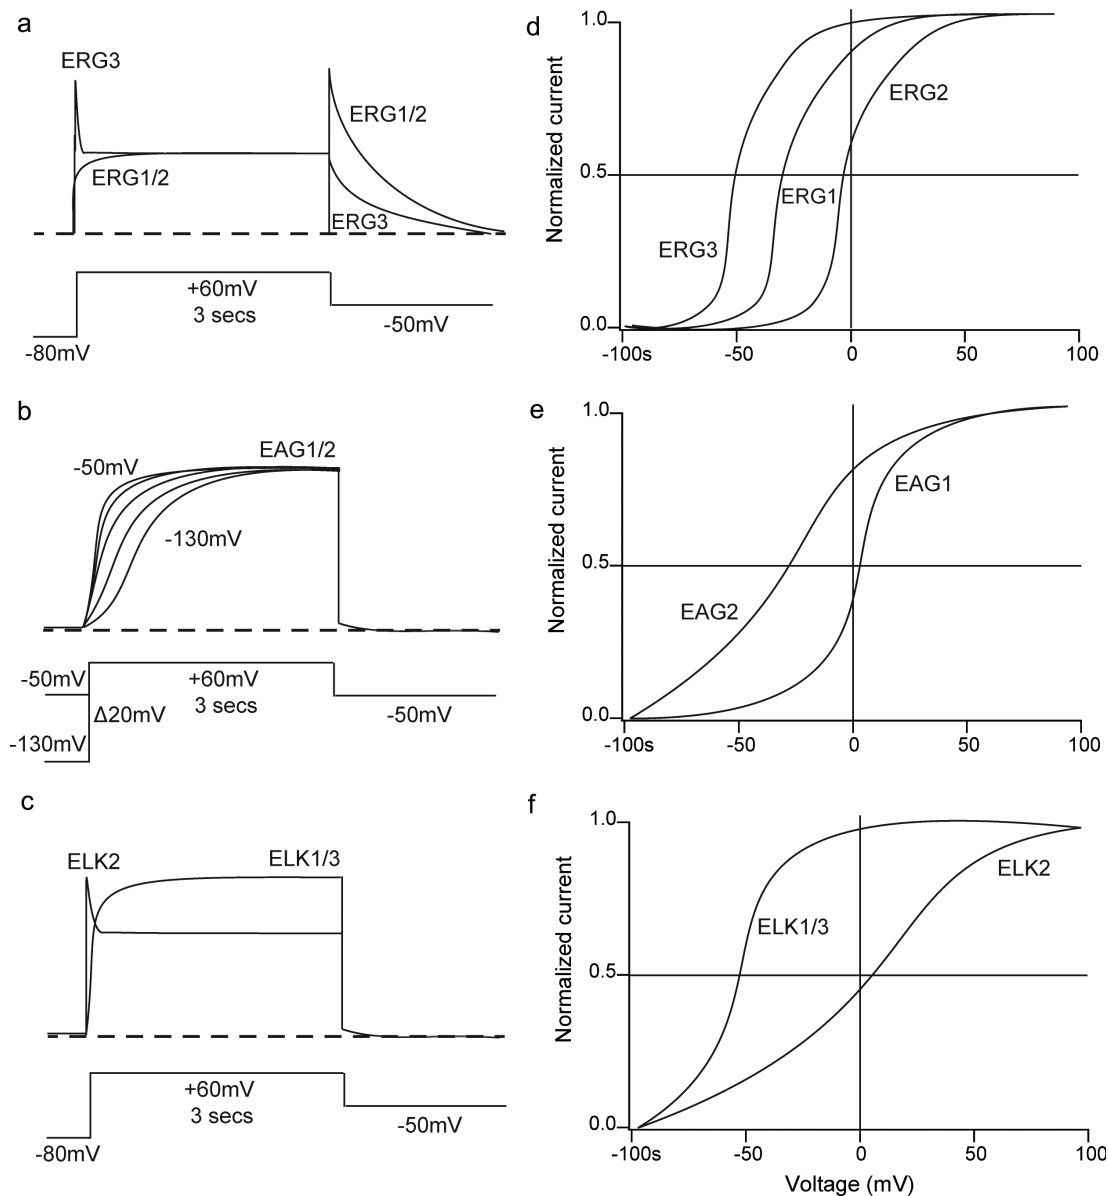 a
ERG3
ERG1/2
ERG1/2
ERG3
+60mV
3 secs
-50mV
-80mV
b
EAG1/2
-50mV
-130mV
-50mV
+60mV
3 secs
Δ20mV
-50mV
-130mV
c
ELK2
ELK1/3
+60mV
3 secs
-50mV
-80mV
d
1.0
ERG2
Normalized current
0.5
ERG1
ERG3
0.0
-100s
-50
0
50
100
e
1.0
EAG1
Normalized current
0.5
EAG2
0.0
-100s
-50
0
50
100
f
1.0
ELK2
ELK1/3
Normalized current
0.5
0.0
-100s
-50
0
50
100
Voltage (mV)